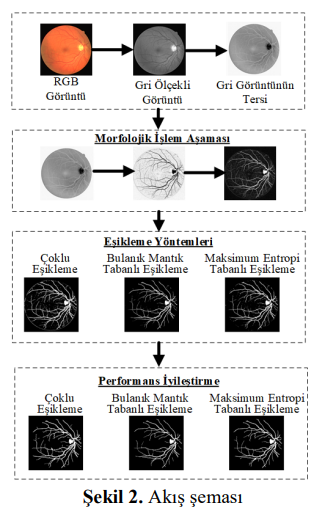 RGB Görüntü
Gri Ölçekli Görüntü
Gri Görüntünün Tersi
Morfolojik İşlem Aşaması
Eşikleme Yöntemleri
Çoklu Eşikleme
Bulanık Mantık Tabanlı Eşikleme
Maksimum Entropi Tabanlı Eşikleme
Performans İyileştirme
Çoklu Eşikleme
Bulanık Mantık Tabanlı Eşikleme
Maksimum Entropi Tabanlı Eşikleme
Şekil 2. Akış şeması